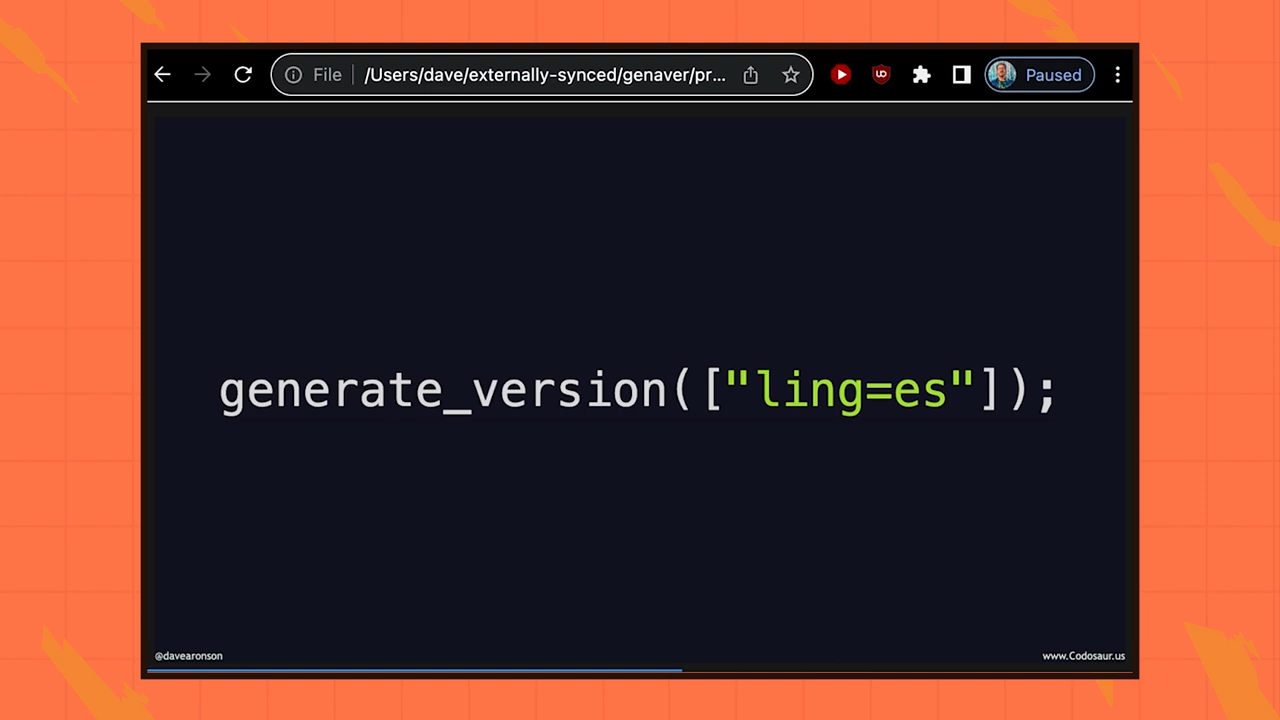 File /Users/dave/externally-synced/genaver/pr... Paused
generate_version(["ling=es"]);
@davearonson www.Codosaur.us